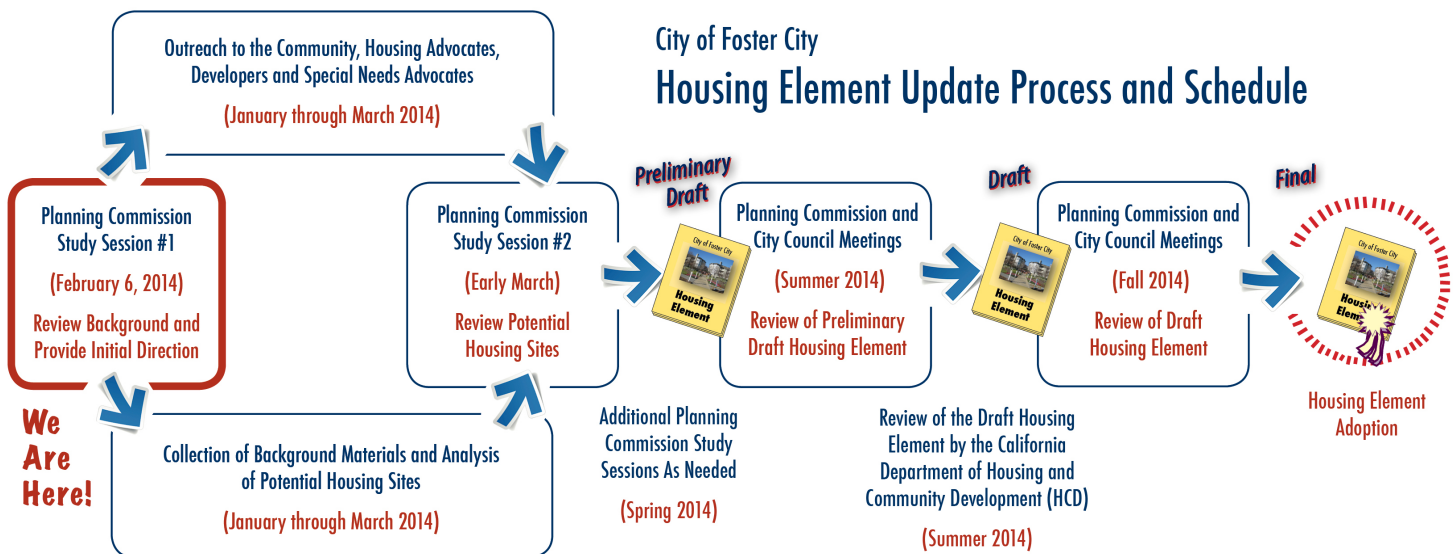 City of Foster City
Housing Element Update Process and Schedule
Outreach to the Community, Housing Advocates,
Developers and Special Needs Advocates
(January through March 2014)
Planning Commission
Study Session #1
(February 6, 2014)
Review Background and
Provide Initial Direction
We
Are
Here!
Collection of Background Materials and Analysis
of Potential Housing Sites
(January through March 2014)
Planning Commission
Study Session #2
(Early March)
Review Potential
Housing Sites
Preliminary
Draft
City of Foster City
Housing
Element
Additional Planning
Commission Study
Sessions As Needed
(Spring 2014)
Planning Commission and
City Council Meetings
(Summer 2014)
Review of Preliminary
Draft Housing Element
Draft
City of Foster City
Housing
Element
Review of the Draft Housing
Element by the California
Department of Housing and
Community Development (HCD)
(Summer 2014)
Planning Commission and
City Council Meetings
(Fall 2014)
Review of Draft
Housing Element
Final
City of Foster City
Housing
Element
Housing Element
Adoption